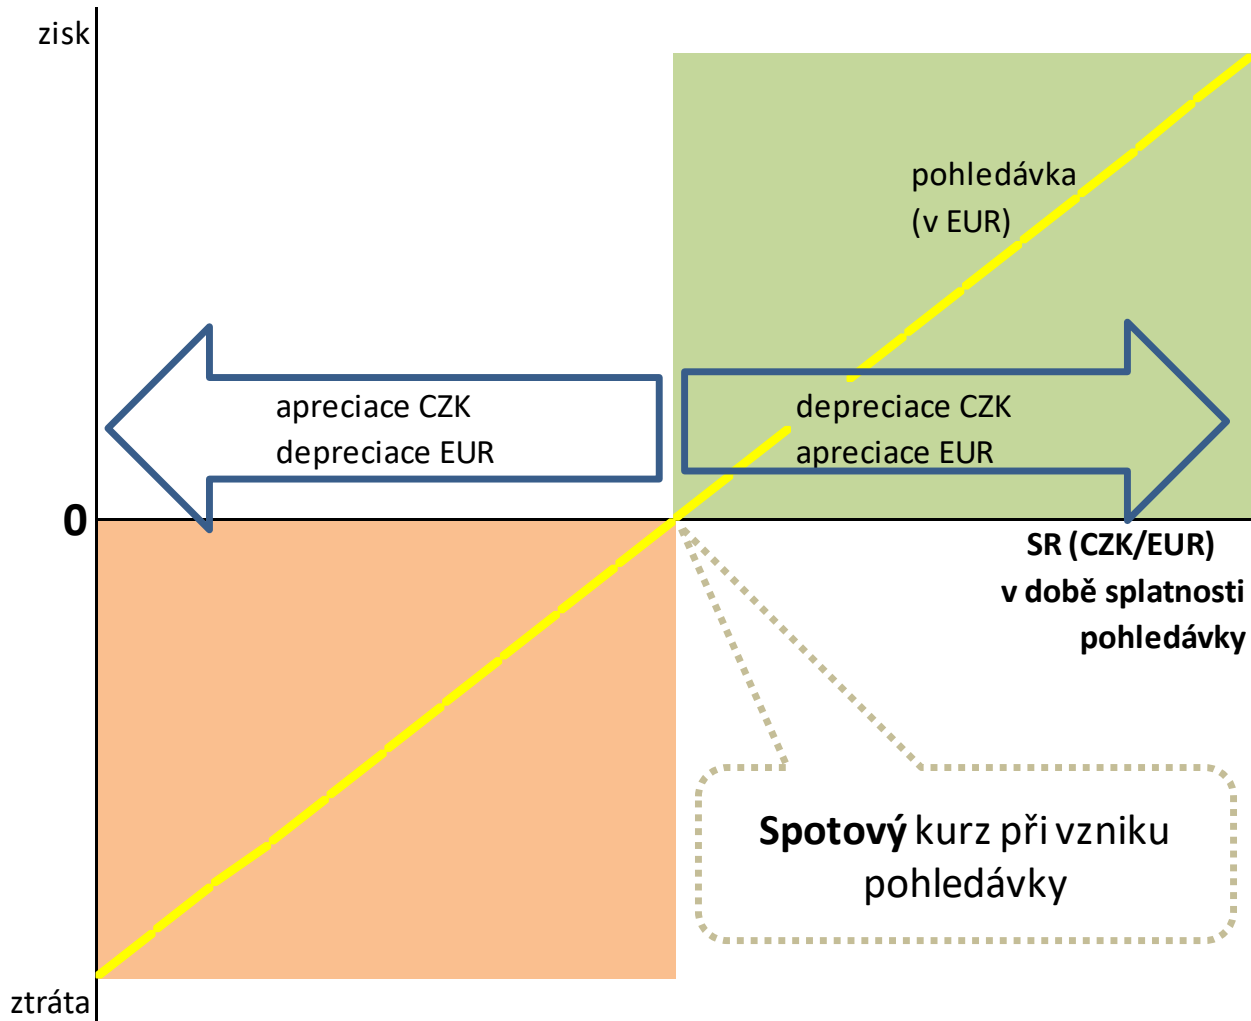 zisk
pohledávka
(v EUR)
apreciace CZK
depreciace EUR
depreciace CZK
apreciace EUR
0
SR (CZK/EUR)
v době splatnosti
pohledávky
Spotový kurz při vzniku
pohledávky
ztráta